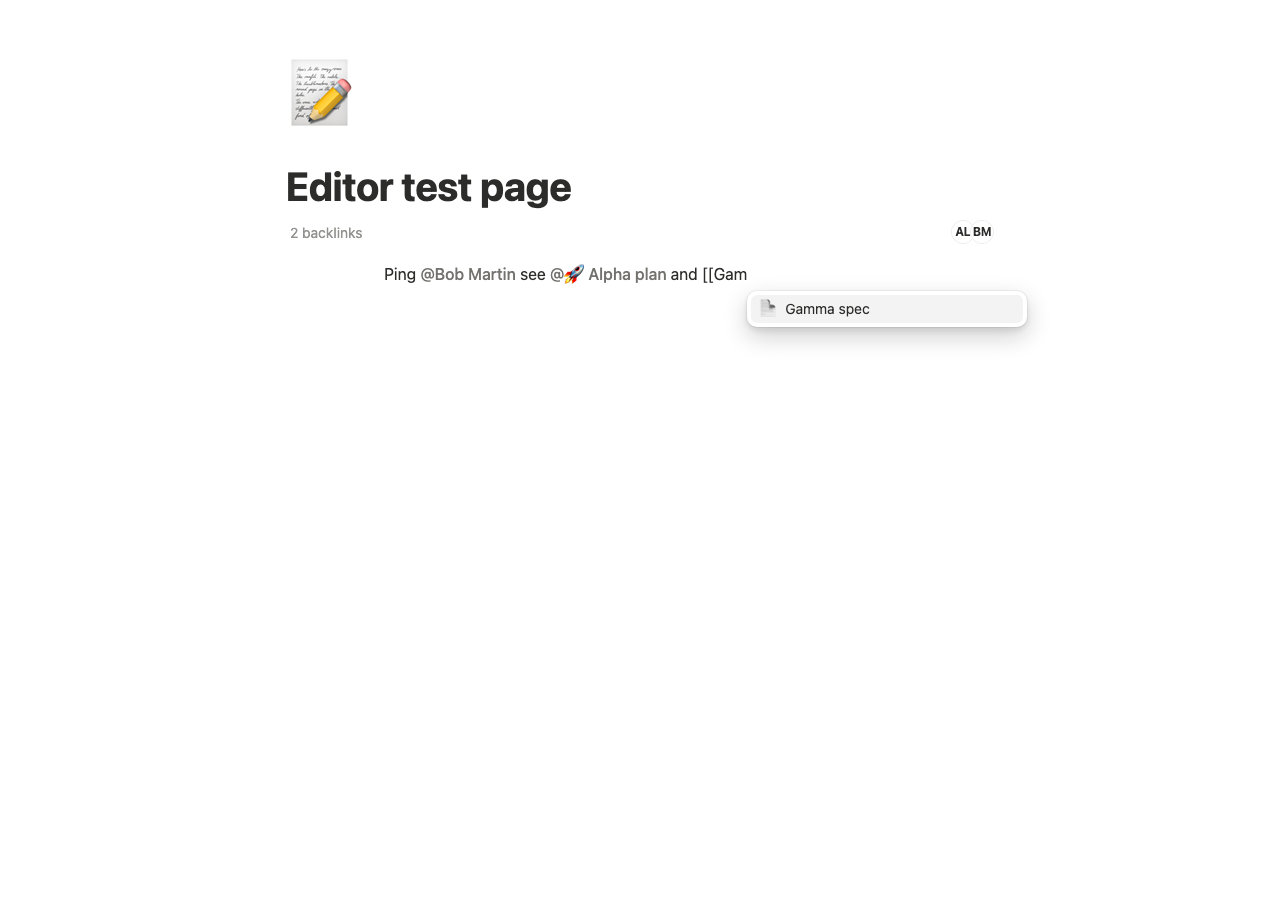 Editor test page
2 backlinks
AL BM
Ping @Bob Martin see @🚀 Alpha plan and [[Gam
Gamma spec